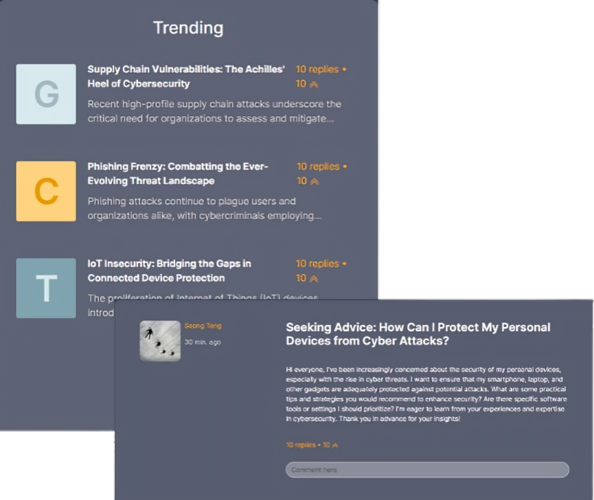 Trending
G
Supply Chain Vulnerabilities: The Achilles'
Heel of Cybersecurity
10 replies •
10
Recent high-profile supply chain attacks underscore the
critical need for organizations to assess and mitigate...
C
Phishing Frenzy: Combatting the Ever-
Evolving Threat Landscape
10 replies •
10
Phishing attacks continue to plague users and
organizations alike, with cybercriminals employing...
T
IoT Insecurity: Bridging the Gaps in
Connected Device Protection
10 replies •
10
The proliferation of Internet of Things (IoT) devices
Introd
Seong Tang
30 min. ago
Seeking Advice: How Can I Protect My Personal
Devices from Cyber Attacks?
Hi everyone, I've been increasingly concerned about the security of my personal devices,
especially with the rise in cyber threats. I want to ensure that my smartphone, laptop, and
other gadgets are adequately protected against potential attacks. What are some practical
tips and strategies you would recommend to enhance security? Are there specific software
tools or settings I should prioritize? I'm eager to learn from your experiences and expertise
in cybersecurity. Thank you in advance for your insights!
10 replies • 10
Comment here